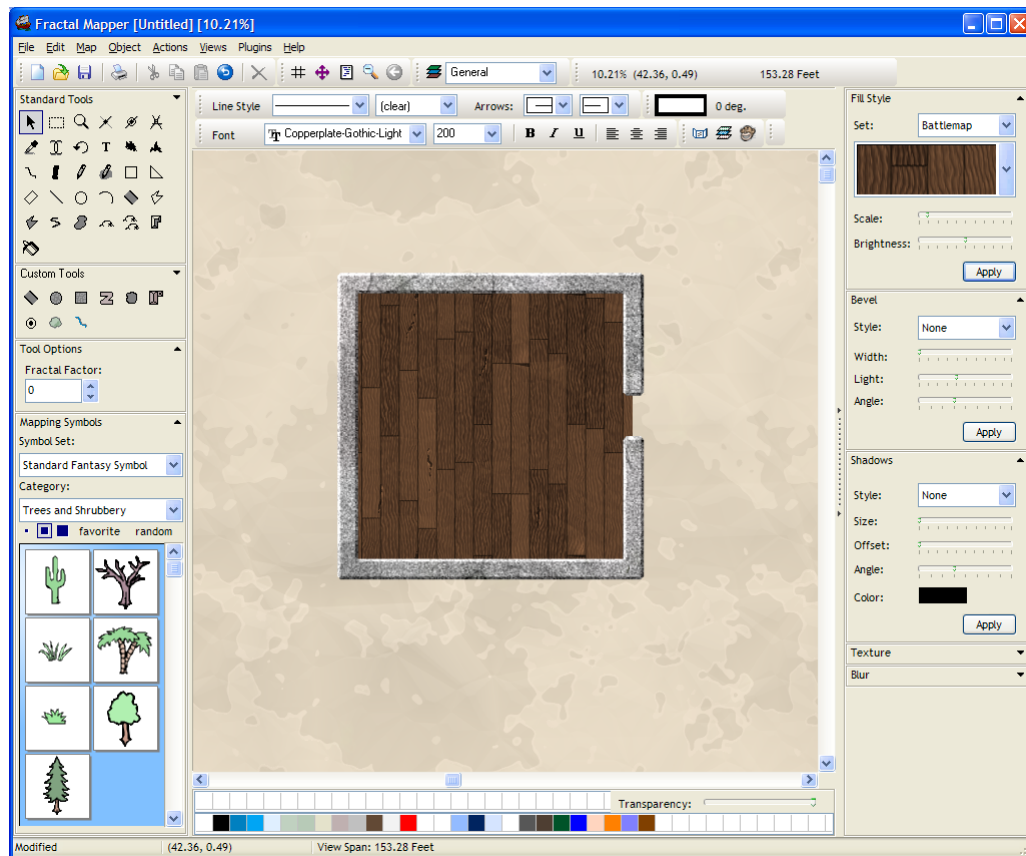 Fractal Mapper [Untitled] [10.21%]
File Edit Map Object Actions Views Plugins Help
General 10.21% (42.36, 0.49) 153.28 Feet
Standard Tools
Line Style (clear) Arrows: 0 deg.
Font Copperplate-Gothic-Light 200 B I U
Custom Tools
Tool Options
Fractal Factor:
0
Mapping Symbols
Symbol Set:
Standard Fantasy Symbol
Category:
Trees and Shrubbery
favorite random
Fill Style
Set: Battlemap
Scale:
Brightness:
Apply
Bevel
Style: None
Width:
Light:
Angle:
Apply
Shadows
Style: None
Size:
Offset:
Angle:
Color:
Apply
Texture
Blur
Transparency:
Modified (42.36, 0.49) View Span: 153.28 Feet